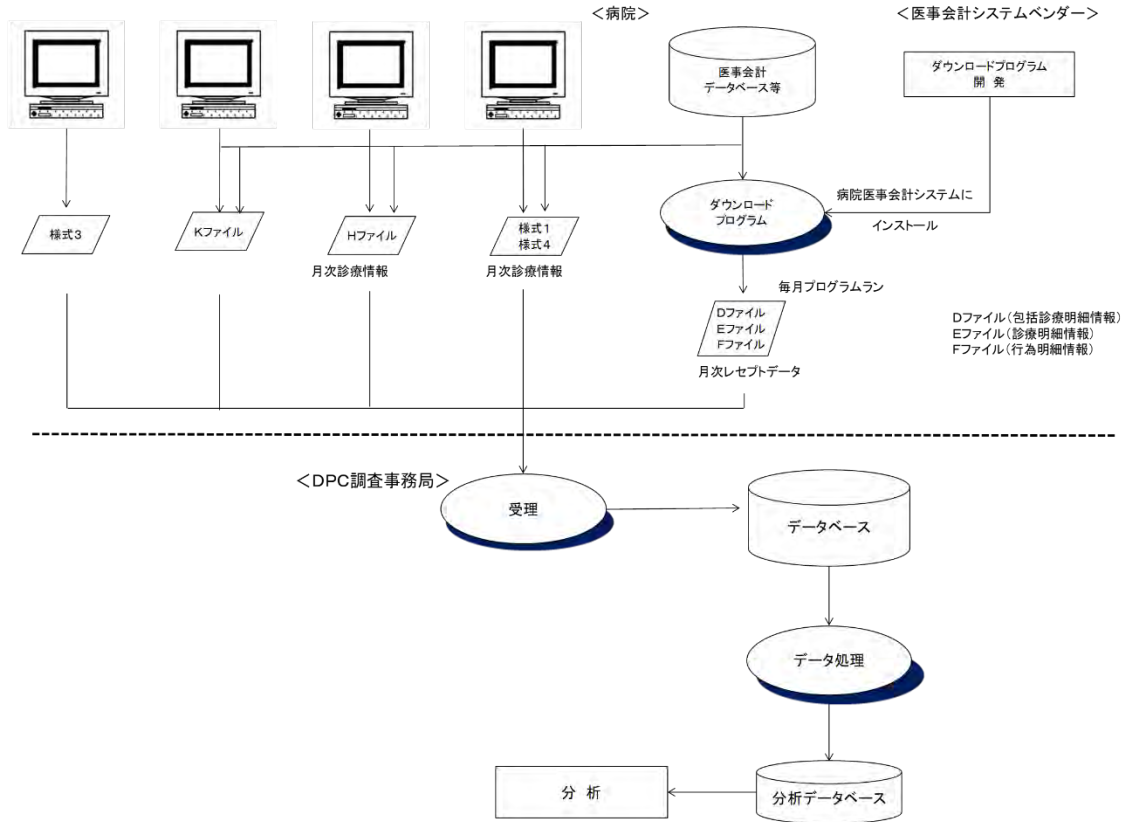 ＜病院＞
＜医事会計システムベンダー＞
医事会計
データベース等
ダウンロードプログラム
開 発
様式３
Kファイル
Hファイル
月次診療情報
様式１
様式４
月次診療情報
ダウンロード
プログラム
病院医事会計システムに
インストール
毎月プログラムラン
Dファイル
Eファイル
Fファイル
月次レセプトデータ
Dファイル（包括診療明細情報）
Eファイル（診療明細情報）
Fファイル（行為明細情報）
＜DPC調査事務局＞
受理
データベース
データ処理
分析データベース
分 析